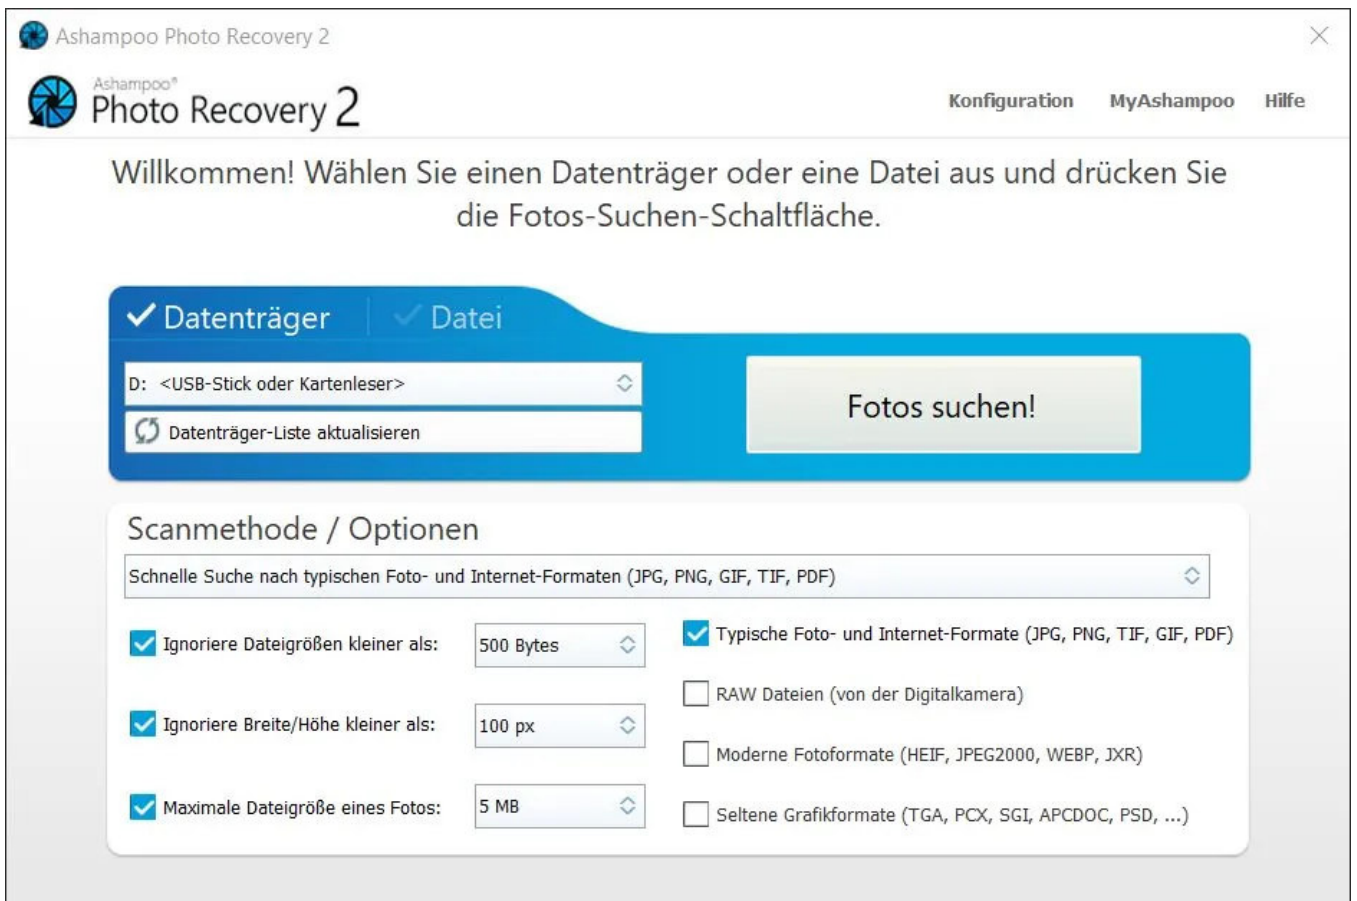 Ashampoo Photo Recovery 2
Ashampoo®
Photo Recovery 2
Konfiguration MyAshampoo Hilfe
Willkommen! Wählen Sie einen Datenträger oder eine Datei aus und drücken Sie
die Fotos-Suchen-Schaltfläche.
Datenträger Datei
D: <USB-Stick oder Kartenleser>
Fotos suchen!
Datenträger-Liste aktualisieren
Scanmethode / Optionen
Schnelle Suche nach typischen Foto- und Internet-Formaten (JPG, PNG, GIF, TIF, PDF)
Ignoriere Dateigrößen kleiner als: 500 Bytes
Typische Foto- und Internet-Formate (JPG, PNG, TIF, GIF, PDF)
RAW Dateien (von der Digitalkamera)
Ignoriere Breite/Höhe kleiner als: 100 px
Moderne Fotoformate (HEIF, JPEG2000, WEBP, JXR)
Maximale Dateigröße eines Fotos: 5 MB
Seltene Grafikformate (TGA, PCX, SGI, APCDOC, PSD, ...)